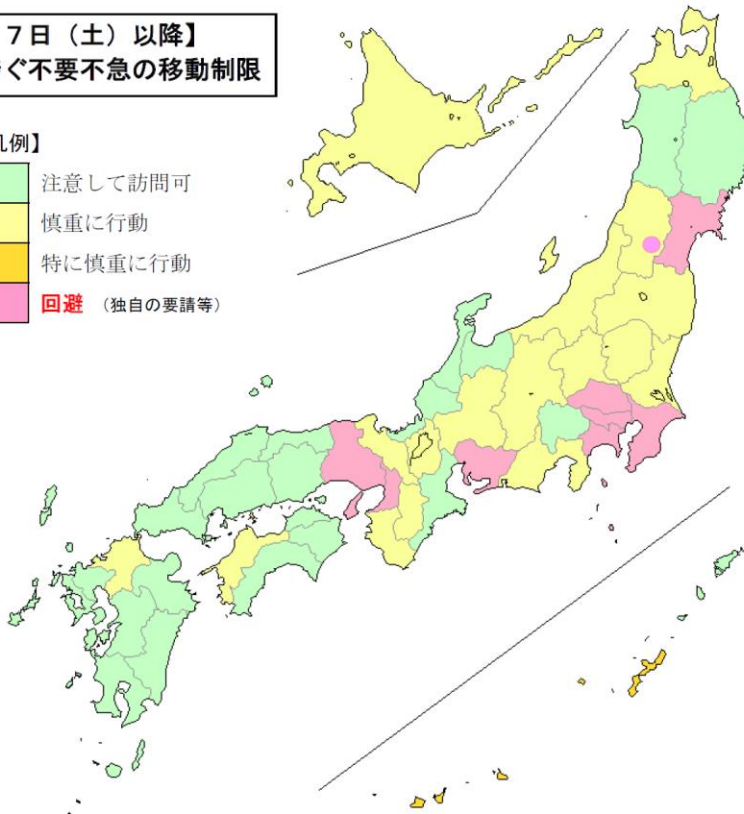 ７日（土）以降】
ぐ不要不急の移動制限
例】
注意して訪問可
慎重に行動
特に慎重に行動
回避 （独自の要請等）